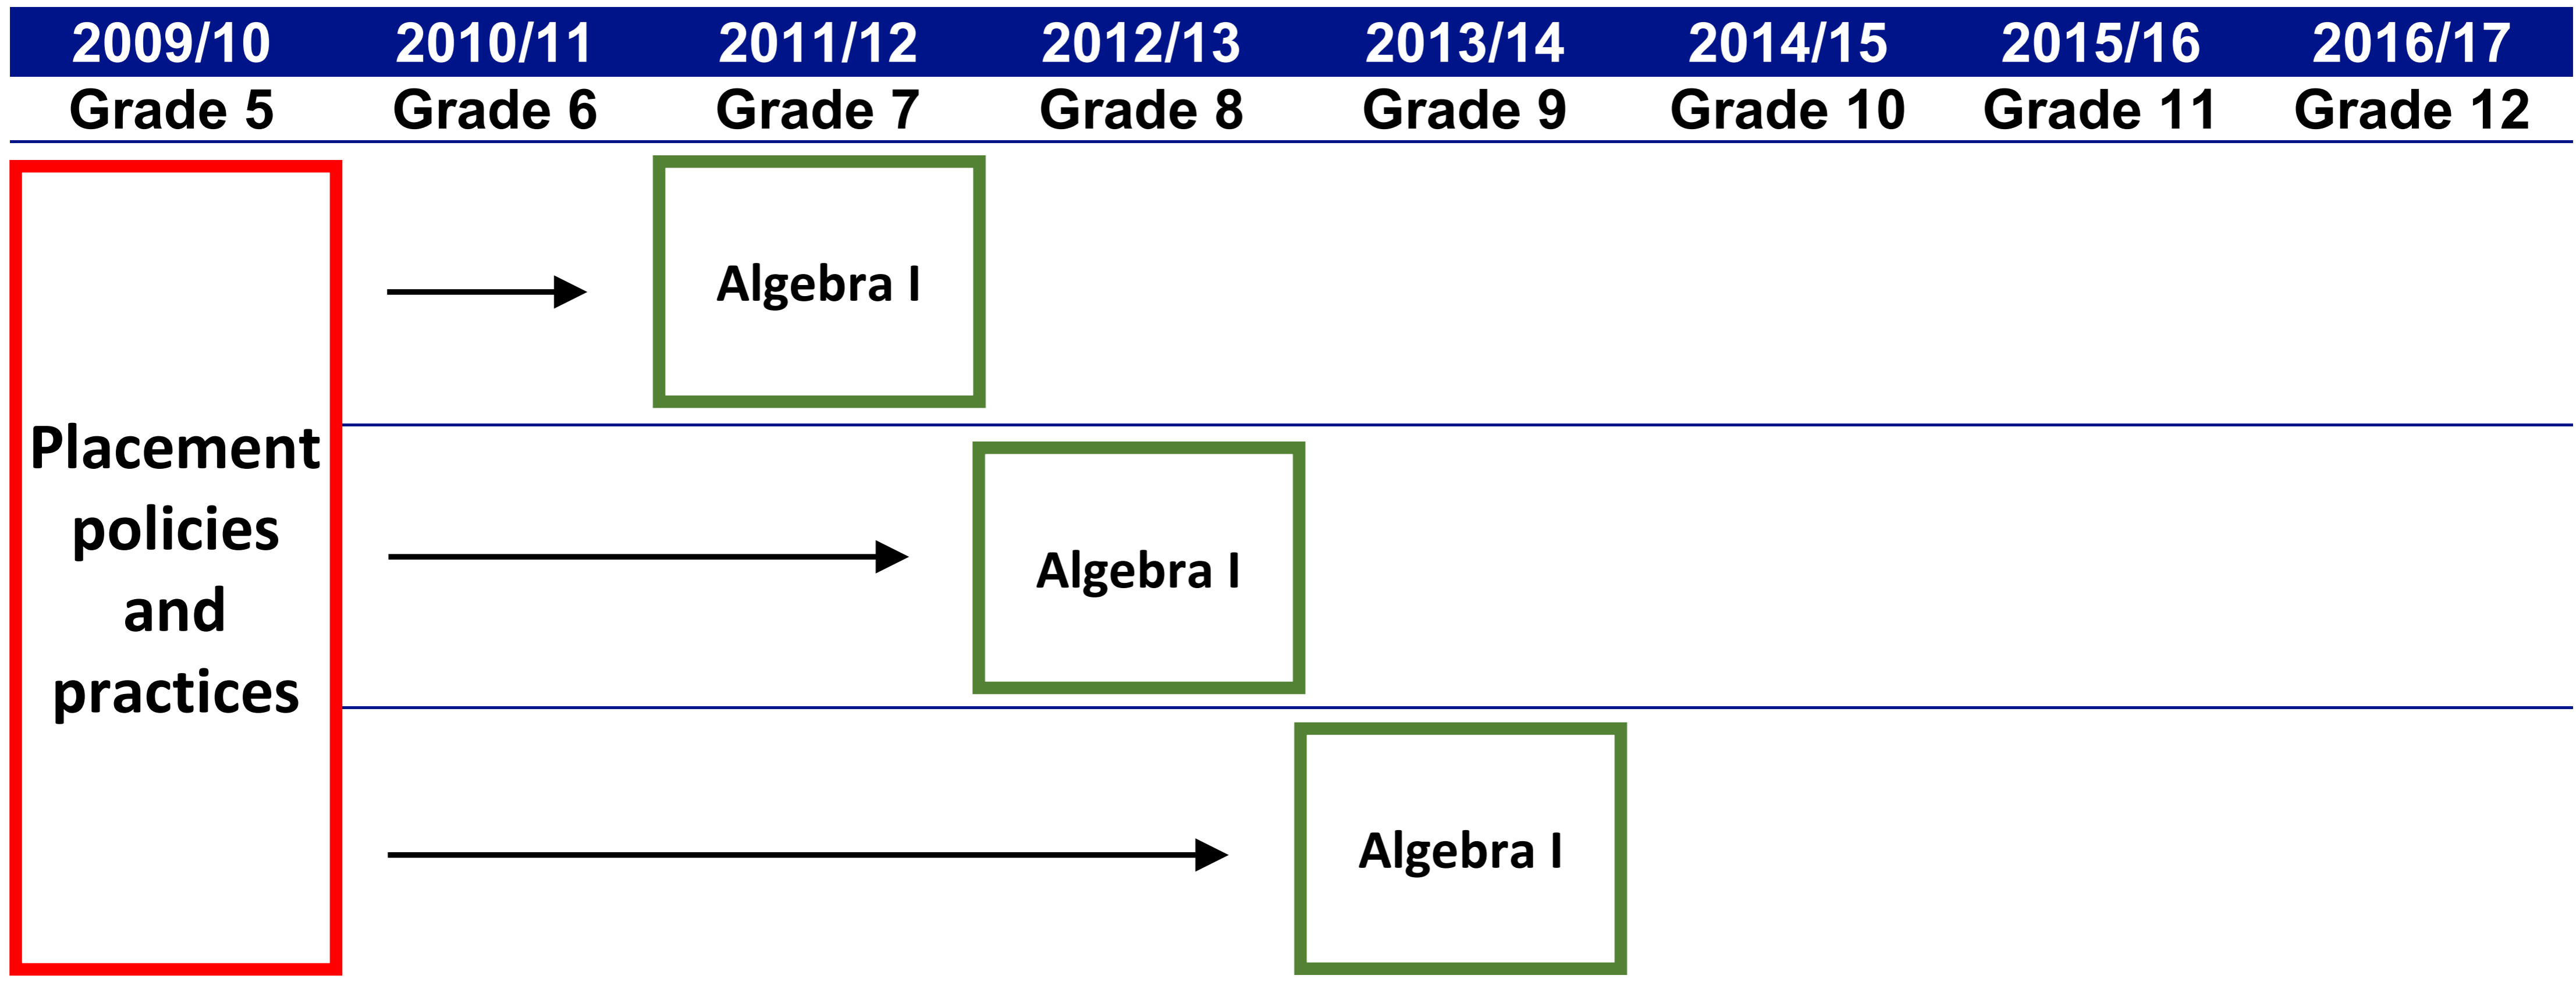 2009/10 2010/11 2011/12 2012/13 2013/14 2014/15 2015/16 2016/17
Grade 5 Grade 6 Grade 7 Grade 8 Grade 9 Grade 10 Grade 11 Grade 12
Placement
policies
and
practices
Algebra I
Algebra I
Algebra I